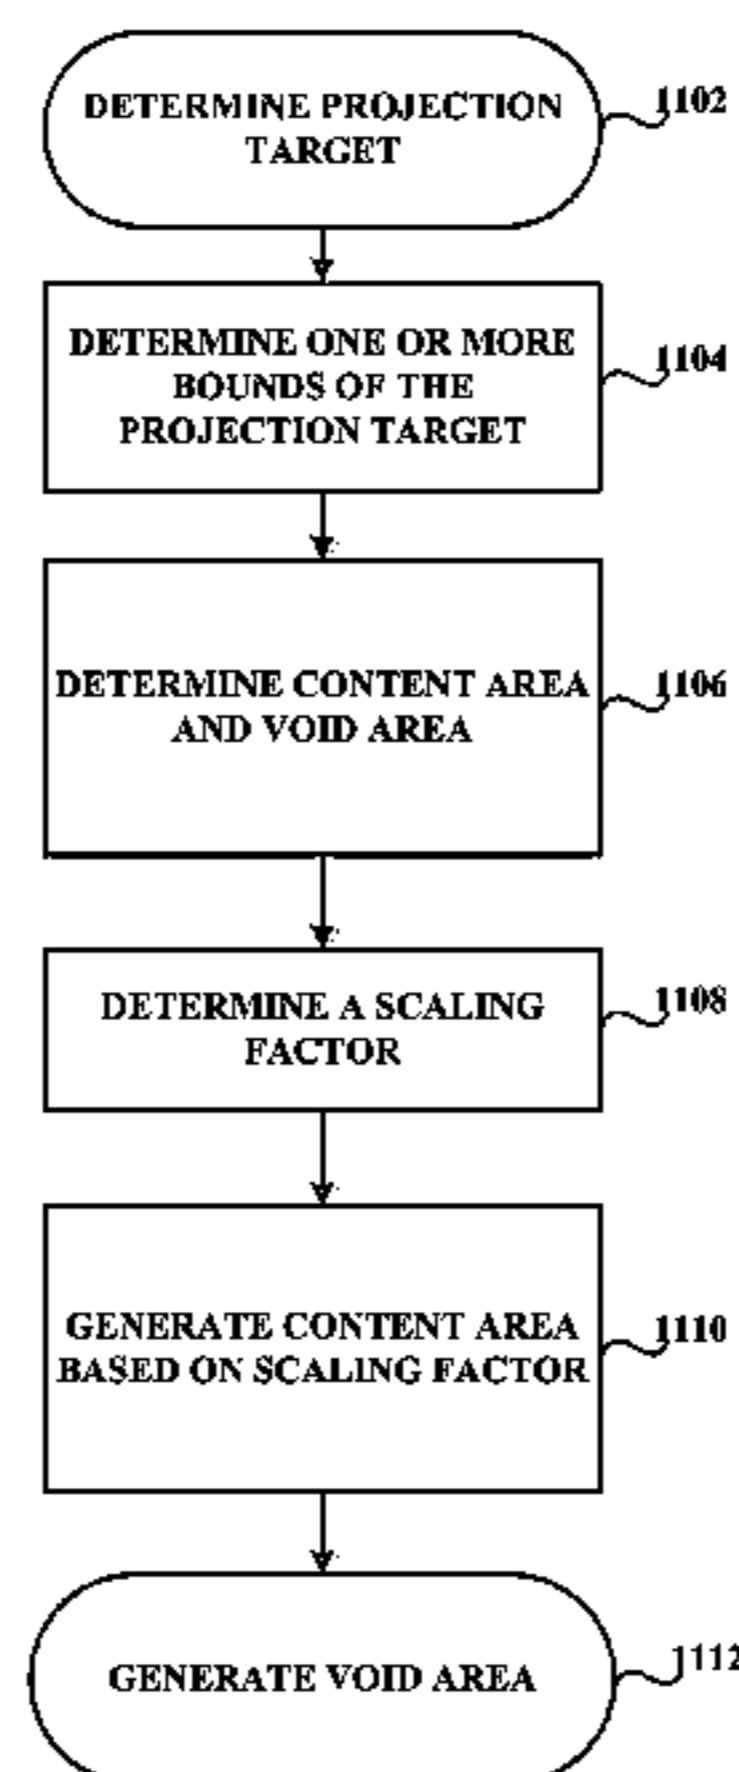 DETERMINE PROJECTION
TARGET
1102
DETERMINE ONE OR MORE
BOUNDS OF THE
PROJECTION TARGET
1104
DETERMINE CONTENT AREA
AND VOID AREA
1106
DETERMINE A SCALING
FACTOR
1108
GENERATE CONTENT AREA
BASED ON SCALING FACTOR
1110
GENERATE VOID AREA
1112